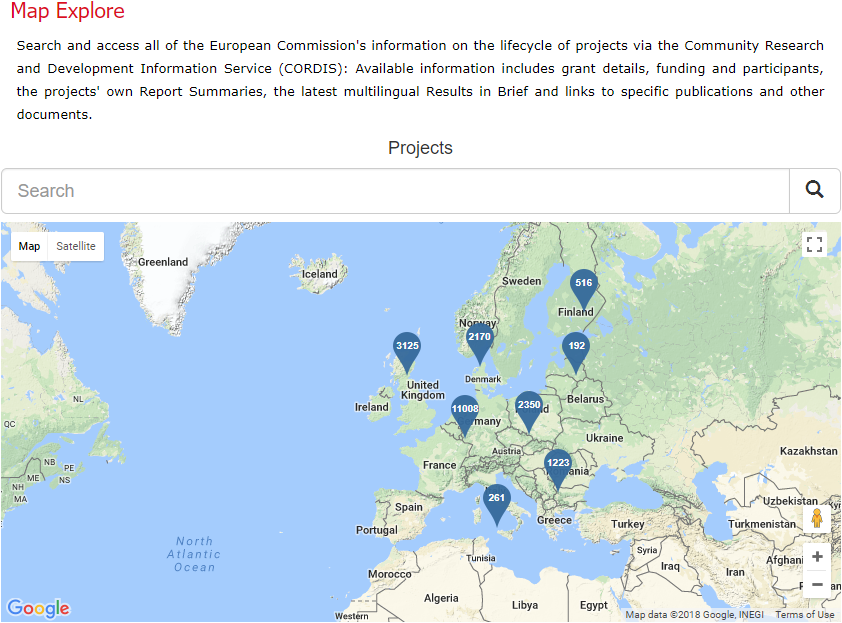 Map Explore
Search and access all of the European Commission's information on the lifecycle of projects via the Community Research
and Development Information Service (CORDIS): Available information includes grant details, funding and participants,
the projects' own Report Summaries, the latest multilingual Results in Brief and links to specific publications and other
documents.
Projects
Search
Map Satellite
Greenland
Iceland
Sweden
516
Finland
Norway
2170
3125
192
Denmark
United
Kingdom
NL
Ireland
11008
2350
Belarus
QC
Germany
Ukraine
Austria
Kazakhstan
France
1223
Romania
NB
PE
ME
NS
NH
MA
261
Spain
Uzbekistan
Portugal
Greece
Turkey
Turkmenistan
North
Atlantic
Ocean
Tunisia
Syria
Iraq
Iran
Morocco
Algeria
Libya
Egypt
Western
Google
Map data ©2018 Google, INEGI Terms of Use